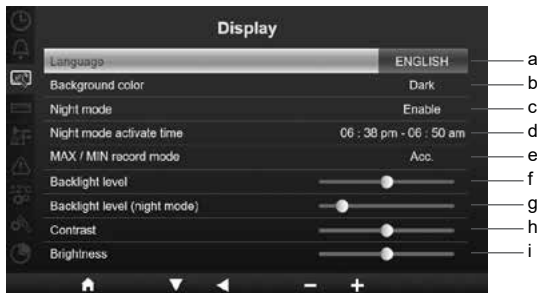 Display
Language ENGLISH a
Background color Dark b
Night mode Enable c
Night mode activate time 06 : 38 pm - 06 : 50 am d
MAX / MIN record mode Acc. e
Backlight level f
Backlight level (night mode) g
Contrast h
Brightness i